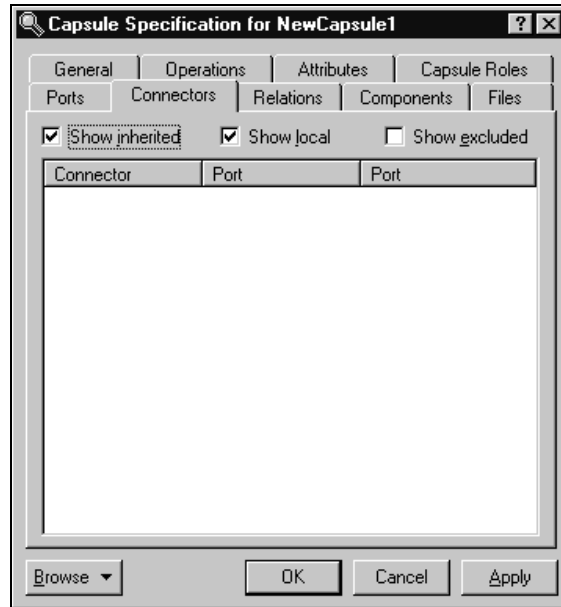 Capsule Specification for NewCapsule1
General Operations Attributes Capsule Roles
Ports Connectors Relations Components Files
Show inherited Show local Show excluded
Connector Port Port
Browse OK Cancel Apply